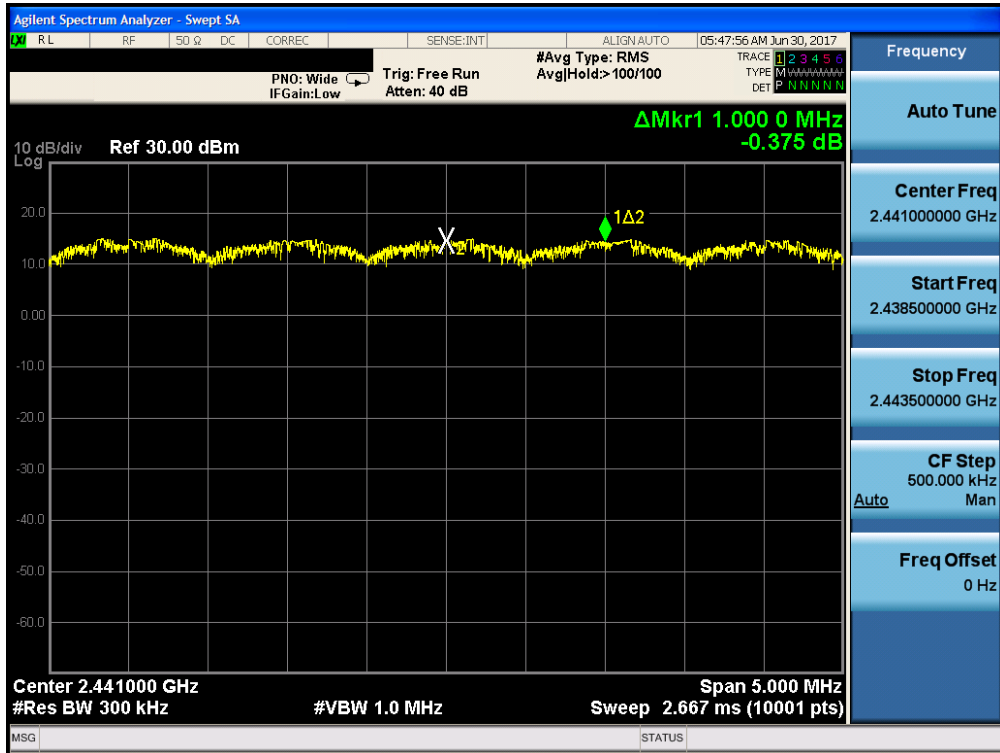 Agilent Spectrum Analyzer - Swept SA
LXI RL RF 50 Ω DC CORREC SENSE:INT ALIGN AUTO 05:47:56 AM Jun 30, 2017
PNO: Wide
IFGain:Low
Trig: Free Run
Atten: 40 dB
#Avg Type: RMS
Avg|Hold:>100/100
TRACE 1 2 3 4 5 6
TYPE M
DET P N N N N N
ΔMkr1 1.000 0 MHz
-0.375 dB
10 dB/div Ref 30.00 dBm
Log
20.0
10.0
0.00
-10.0
-20.0
-30.0
-40.0
-50.0
-60.0
1Δ2
2
Center 2.441000 GHz Span 5.000 MHz
#Res BW 300 kHz #VBW 1.0 MHz Sweep 2.667 ms (10001 pts)
MSG STATUS
Frequency
Auto Tune
Center Freq
2.441000000 GHz
Start Freq
2.438500000 GHz
Stop Freq
2.443500000 GHz
CF Step
500.000 kHz
Auto Man
Freq Offset
0 Hz